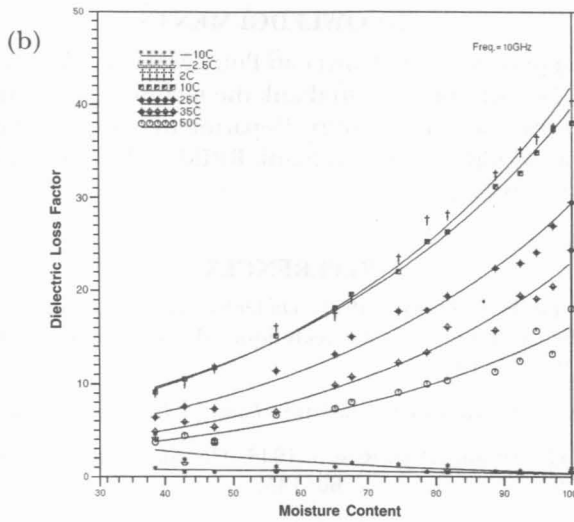 (b)
50
40
30
20
10
0
Dielectric Loss Factor
—10C
—2.5C
2C
10C
25C
35C
50C
Freq.= 10GHz
30
40
50
60
70
80
90
100
Moisture Content